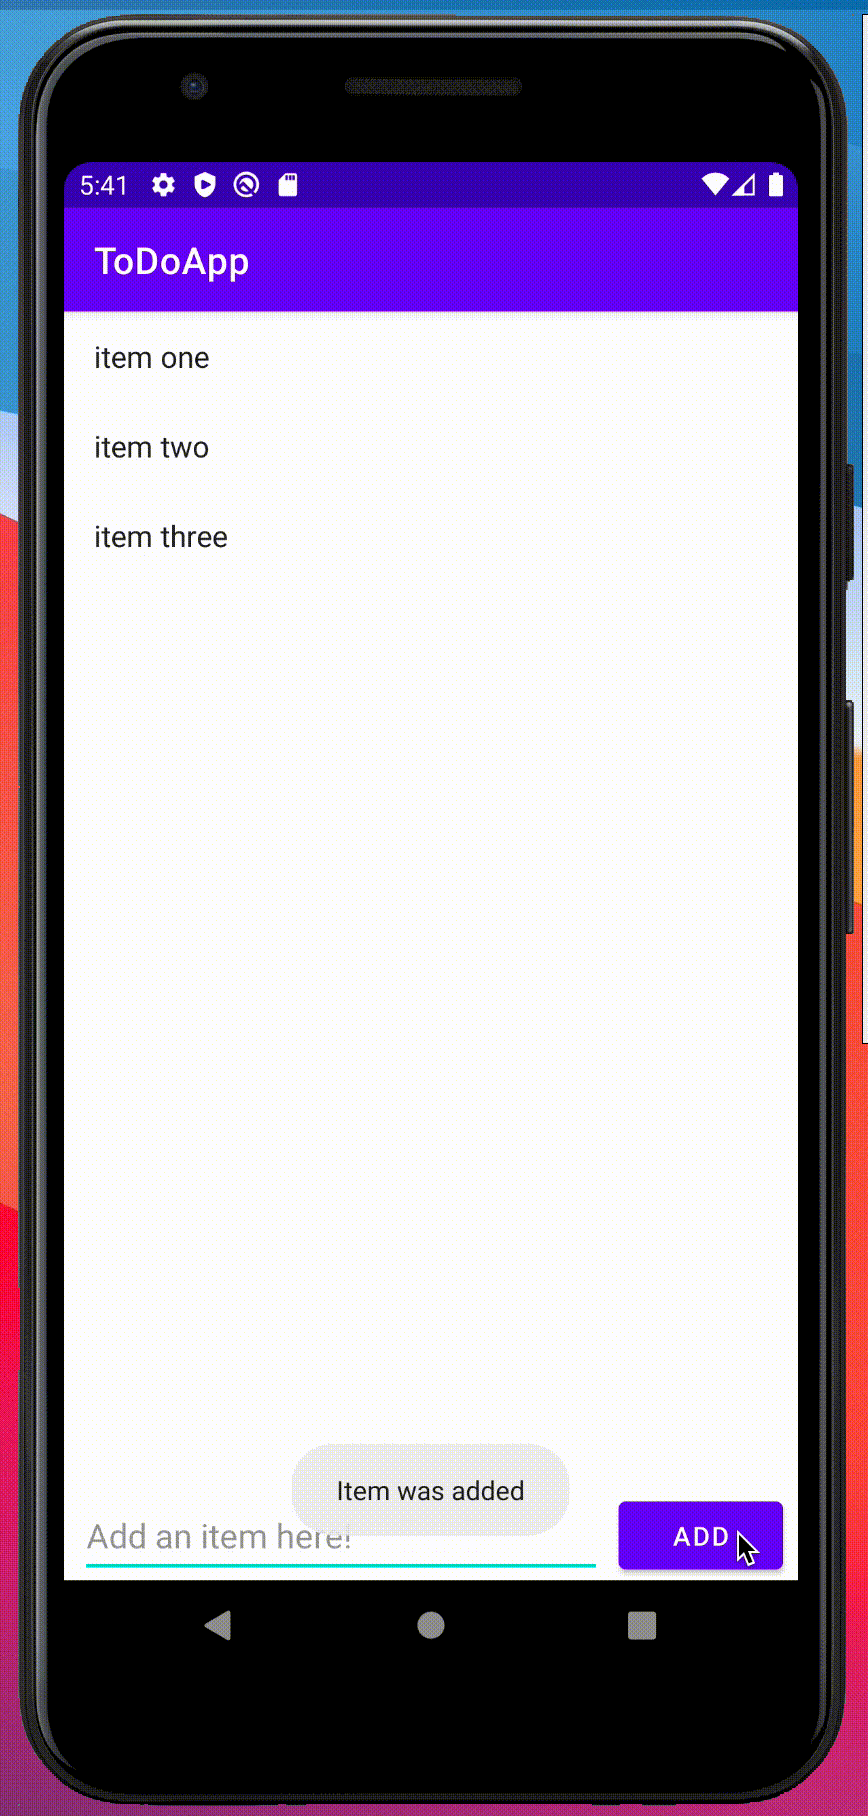 5:41
ToDoApp
item one
item two
item three
Item was added
Add an item here!
ADD